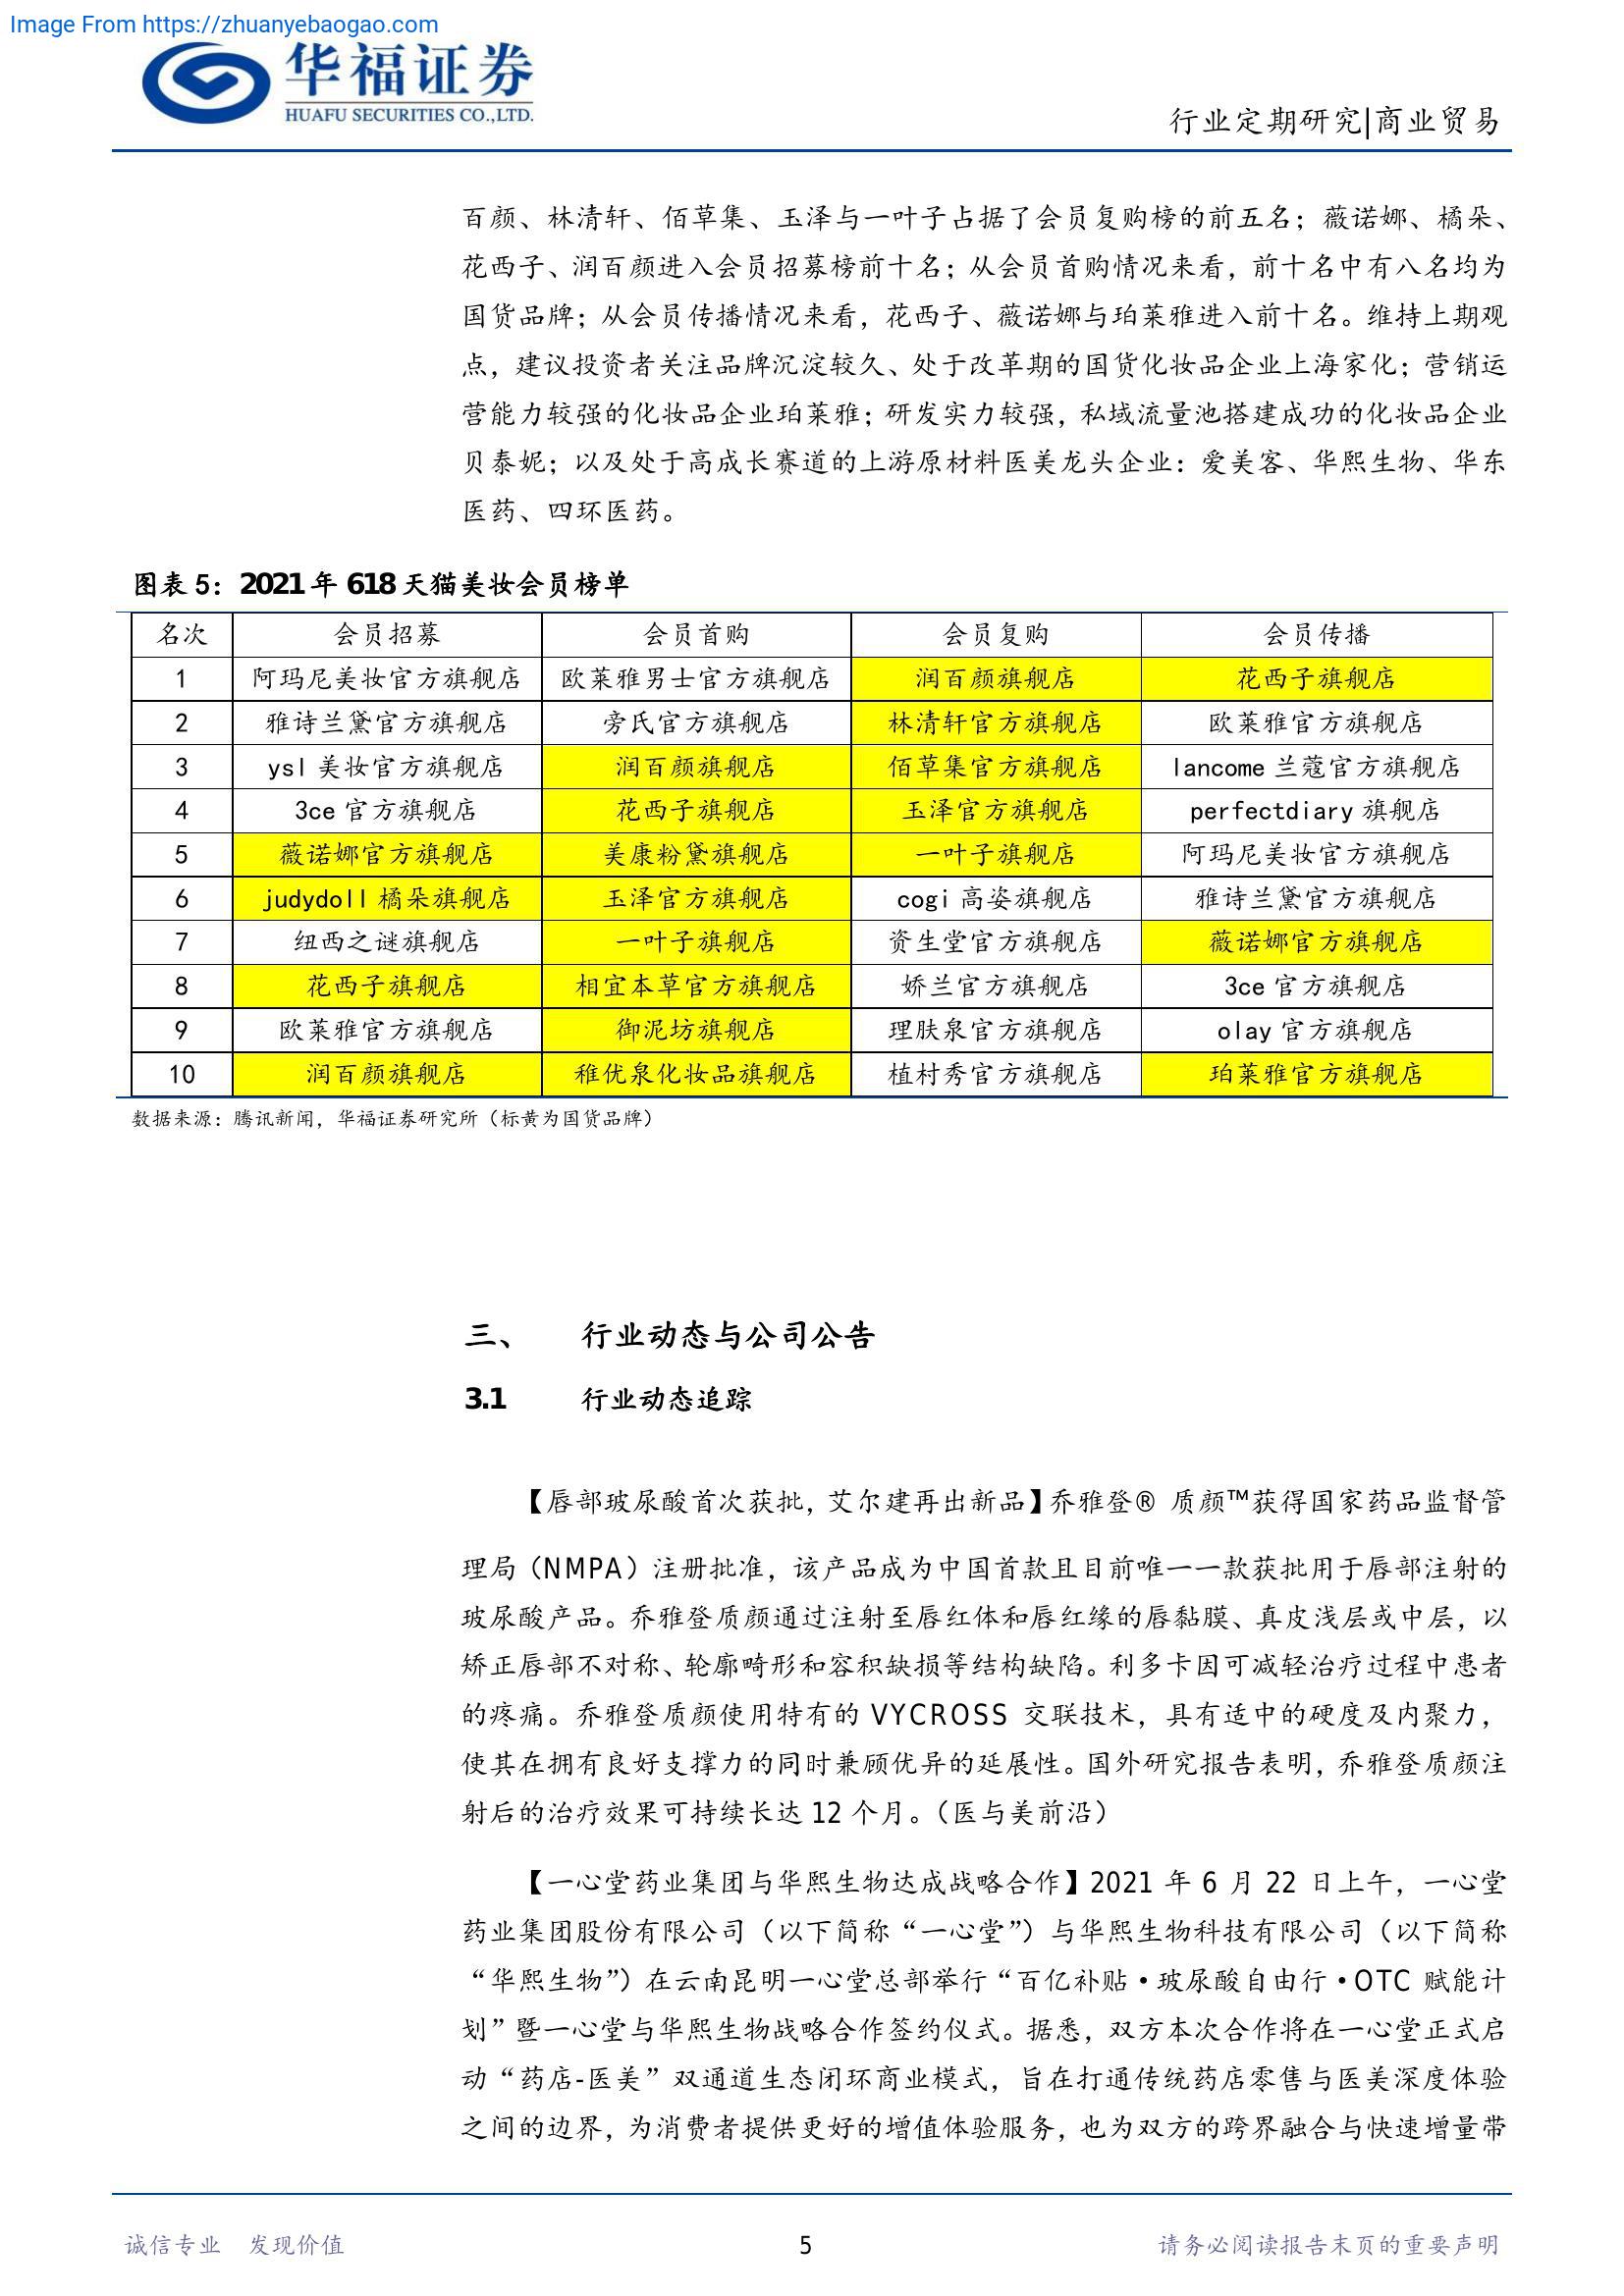 Image From https://zhuanyebaogao.com
华福证券
HUAFU SECURITIES CO.,LTD.
行业定期研究|商业贸易
百颜、林清轩、佰草集、玉泽与一叶子占据了会员复购榜的前五名；薇诺娜、橘朵、
花西子、润百颜进入会员招募榜前十名；从会员首购情况来看，前十名中有八名均为
国货品牌；从会员传播情况来看，花西子、薇诺娜与珀莱雅进入前十名。维持上期观
点，建议投资者关注品牌沉淀较久、处于改革期的国货化妆品企业上海家化；营销运
营能力较强的化妆品企业珀莱雅；研发实力较强，私域流量池搭建成功的化妆品企业
贝泰妮；以及处于高成长赛道的上游原材料医美龙头企业：爱美客、华熙生物、华东
医药、四环医药。
图表 5：2021 年 618 天猫美妆会员榜单
名次 会员招募 会员首购 会员复购 会员传播
1 阿玛尼美妆官方旗舰店 欧莱雅男士官方旗舰店 润百颜旗舰店 花西子旗舰店
2 雅诗兰黛官方旗舰店 旁氏官方旗舰店 林清轩官方旗舰店 欧莱雅官方旗舰店
3 ysl 美妆官方旗舰店 润百颜旗舰店 佰草集官方旗舰店 lancome 兰蔻官方旗舰店
4 3ce 官方旗舰店 花西子旗舰店 玉泽官方旗舰店 perfectdiary 旗舰店
5 薇诺娜官方旗舰店 美康粉黛旗舰店 一叶子旗舰店 阿玛尼美妆官方旗舰店
6 judydoll 橘朵旗舰店 玉泽官方旗舰店 cogi 高姿旗舰店 雅诗兰黛官方旗舰店
7 纽西之谜旗舰店 一叶子旗舰店 资生堂官方旗舰店 薇诺娜官方旗舰店
8 花西子旗舰店 相宜本草官方旗舰店 娇兰官方旗舰店 3ce 官方旗舰店
9 欧莱雅官方旗舰店 御泥坊旗舰店 理肤泉官方旗舰店 olay 官方旗舰店
10 润百颜旗舰店 稚优泉化妆品旗舰店 植村秀官方旗舰店 珀莱雅官方旗舰店
数据来源：腾讯新闻，华福证券研究所（标黄为国货品牌）
三、 行业动态与公司公告
3.1 行业动态追踪
【唇部玻尿酸首次获批，艾尔建再出新品】乔雅登® 质颜™获得国家药品监督管
理局（NMPA）注册批准，该产品成为中国首款且目前唯一一款获批用于唇部注射的
玻尿酸产品。乔雅登质颜通过注射至唇红体和唇红缘的唇黏膜、真皮浅层或中层，以
矫正唇部不对称、轮廓畸形和容积缺损等结构缺陷。利多卡因可减轻治疗过程中患者
的疼痛。乔雅登质颜使用特有的 VYCROSS 交联技术，具有适中的硬度及内聚力，
使其在拥有良好支撑力的同时兼顾优异的延展性。国外研究报告表明，乔雅登质颜注
射后的治疗效果可持续长达 12 个月。（医与美前沿）
【一心堂药业集团与华熙生物达成战略合作】2021 年 6 月 22 日上午，一心堂
药业集团股份有限公司（以下简称“一心堂”）与华熙生物科技有限公司（以下简称
“华熙生物”）在云南昆明一心堂总部举行“百亿补贴•玻尿酸自由行•OTC 赋能计
划”暨一心堂与华熙生物战略合作签约仪式。据悉，双方本次合作将在一心堂正式启
动“药店-医美”双通道生态闭环商业模式，旨在打通传统药店零售与医美深度体验
之间的边界，为消费者提供更好的增值体验服务，也为双方的跨界融合与快速增量带
诚信专业 发现价值 5 请务必阅读报告末页的重要声明